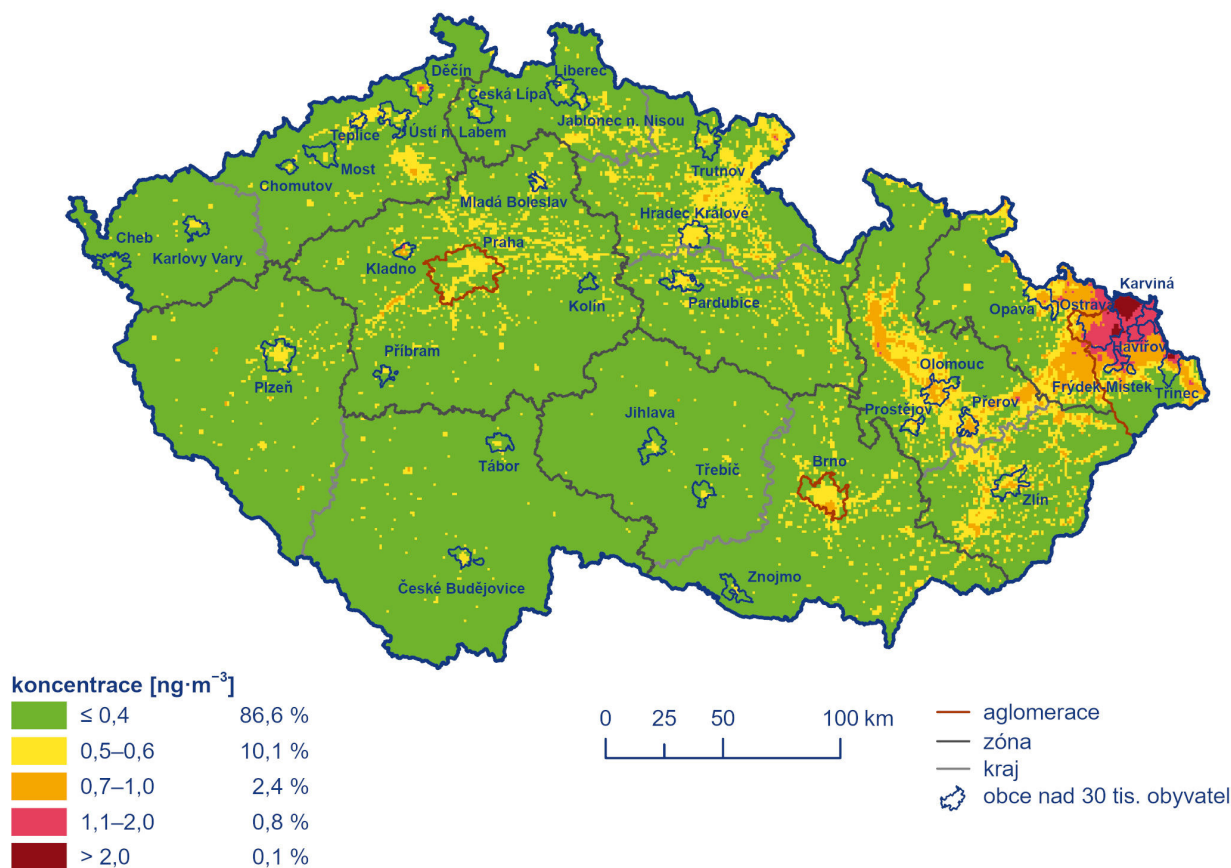 Děčín
Liberec
Česká Lípa
Jablonec n. Nisou
Teplice
Ústí n. Labem
Trutnov
Most
Chomutov
Mladá Boleslav
Hradec Králové
Cheb
Karlovy Vary
Praha
Kladno
Kolín
Pardubice
Karviná
Opava
Ostrava
Havířov
Příbram
Plzeň
Olomouc
Frýdek-Místek
Třinec
Prostějov
Přerov
Jihlava
Tábor
Třebíč
Brno
Zlín
České Budějovice
Znojmo
koncentrace [ng·m⁻³]
≤ 0,4 86,6 %
0,5–0,6 10,1 %
0,7–1,0 2,4 %
1,1–2,0 0,8 %
> 2,0 0,1 %
0 25 50 100 km
aglomerace
zóna
kraj
obce nad 30 tis. obyvatel